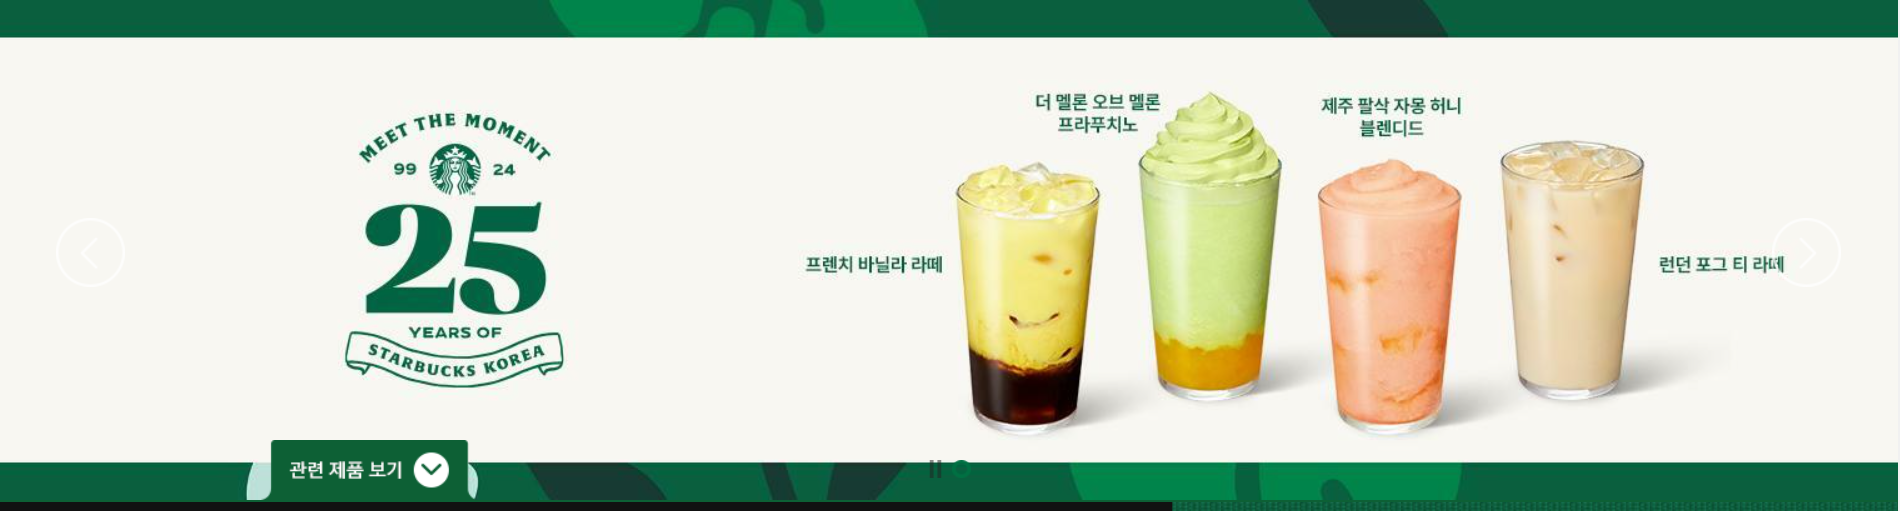 MEET THE MOMENT
99 24
25
YEARS OF
STARBUCKS KOREA
더 멜론 오브 멜론
프라푸치노
제주 팔삭 자몽 허니
블렌디드
프렌치 바닐라 라떼
런던 포그 티 라떼
관련 제품 보기